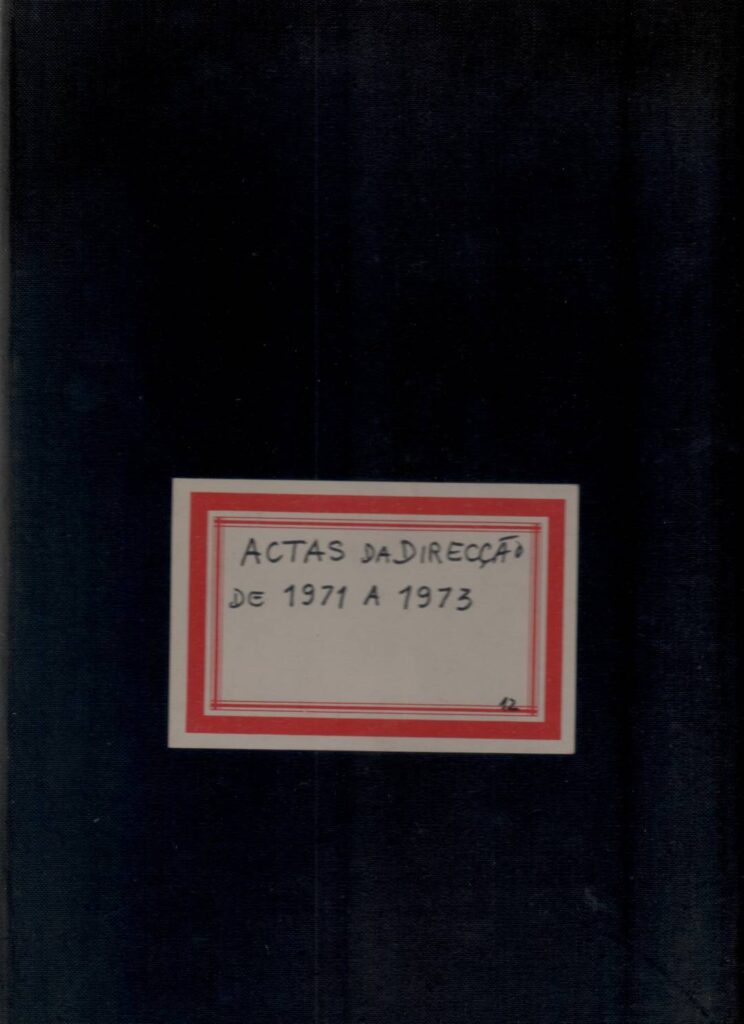 ACTAS DA DIRECÇÃO
DE 1971 A 1973
12